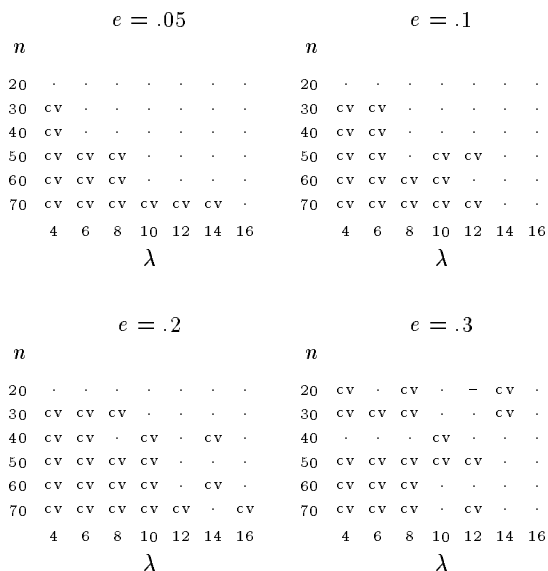 e = .05
n
20 · · · · · · ·
30 cv · · · · · ·
40 cv · · · · · ·
50 cv cv cv · · · ·
60 cv cv cv · · · ·
70 cv cv cv cv cv cv ·
4 6 8 10 12 14 16
λ
e = .1
n
20 · · · · · · ·
30 cv cv · · · · ·
40 cv cv · · · · ·
50 cv cv · cv cv · ·
60 cv cv cv cv · · ·
70 cv cv cv cv cv · ·
4 6 8 10 12 14 16
λ
e = .2
n
20 · · · · · · ·
30 cv cv cv · · · ·
40 cv cv · cv · cv ·
50 cv cv cv cv · · ·
60 cv cv cv cv · cv ·
70 cv cv cv cv cv · cv
4 6 8 10 12 14 16
λ
e = .3
n
20 cv · cv · – cv ·
30 cv cv cv · · cv ·
40 · · · cv · · ·
50 cv cv cv cv cv · ·
60 cv cv cv · · · ·
70 cv cv cv · cv · ·
4 6 8 10 12 14 16
λ